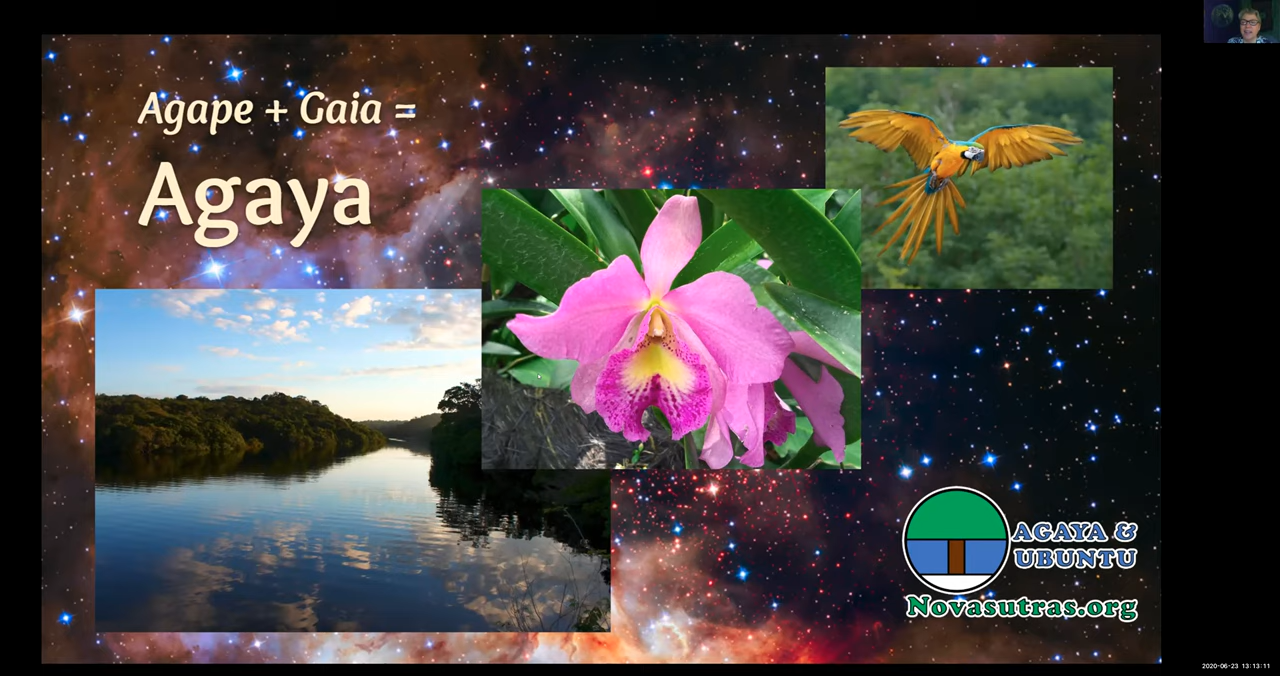 Agape + Gaia =
Agaya
AGAYA &
UBUNTU
Novasutras.org
2020-06-23 13:13:11